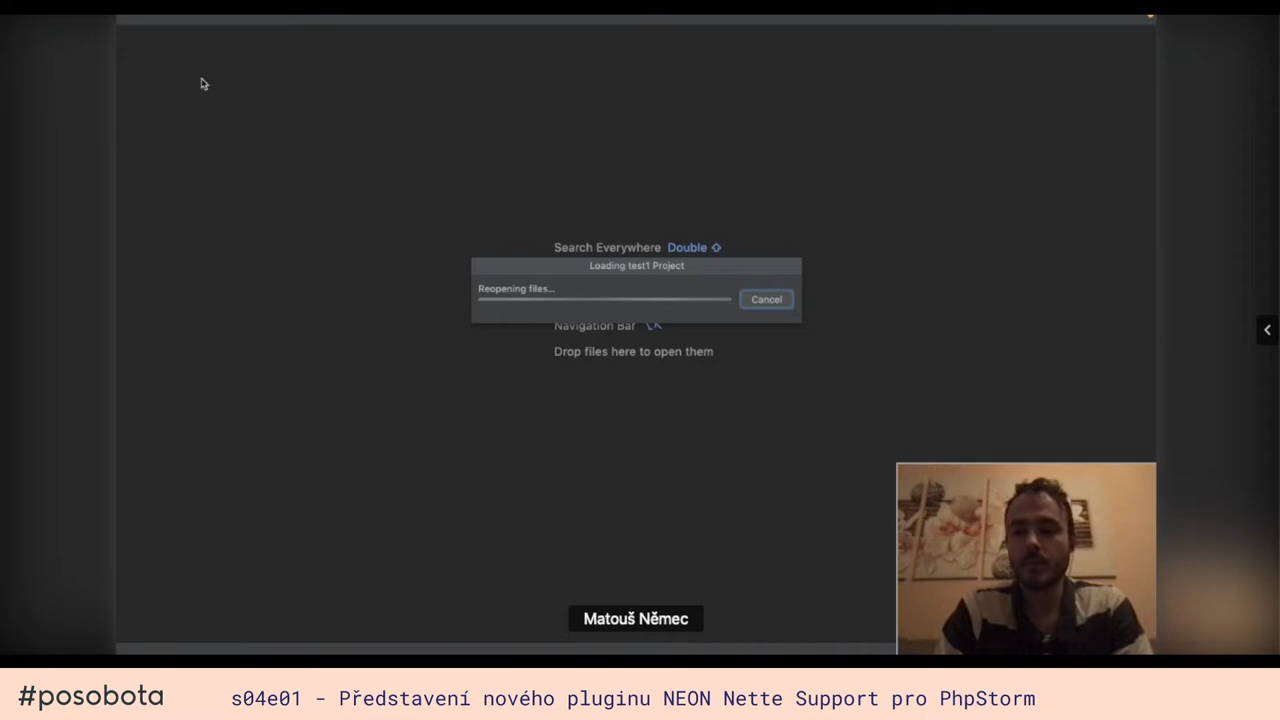 Search Everywhere Double ⇧
Loading test1 Project
Reopening files...
Cancel
Navigation Bar
Drop files here to open them
Matouš Němec
#posobota
s04e01 - Představení nového pluginu NEON Nette Support pro PhpStorm